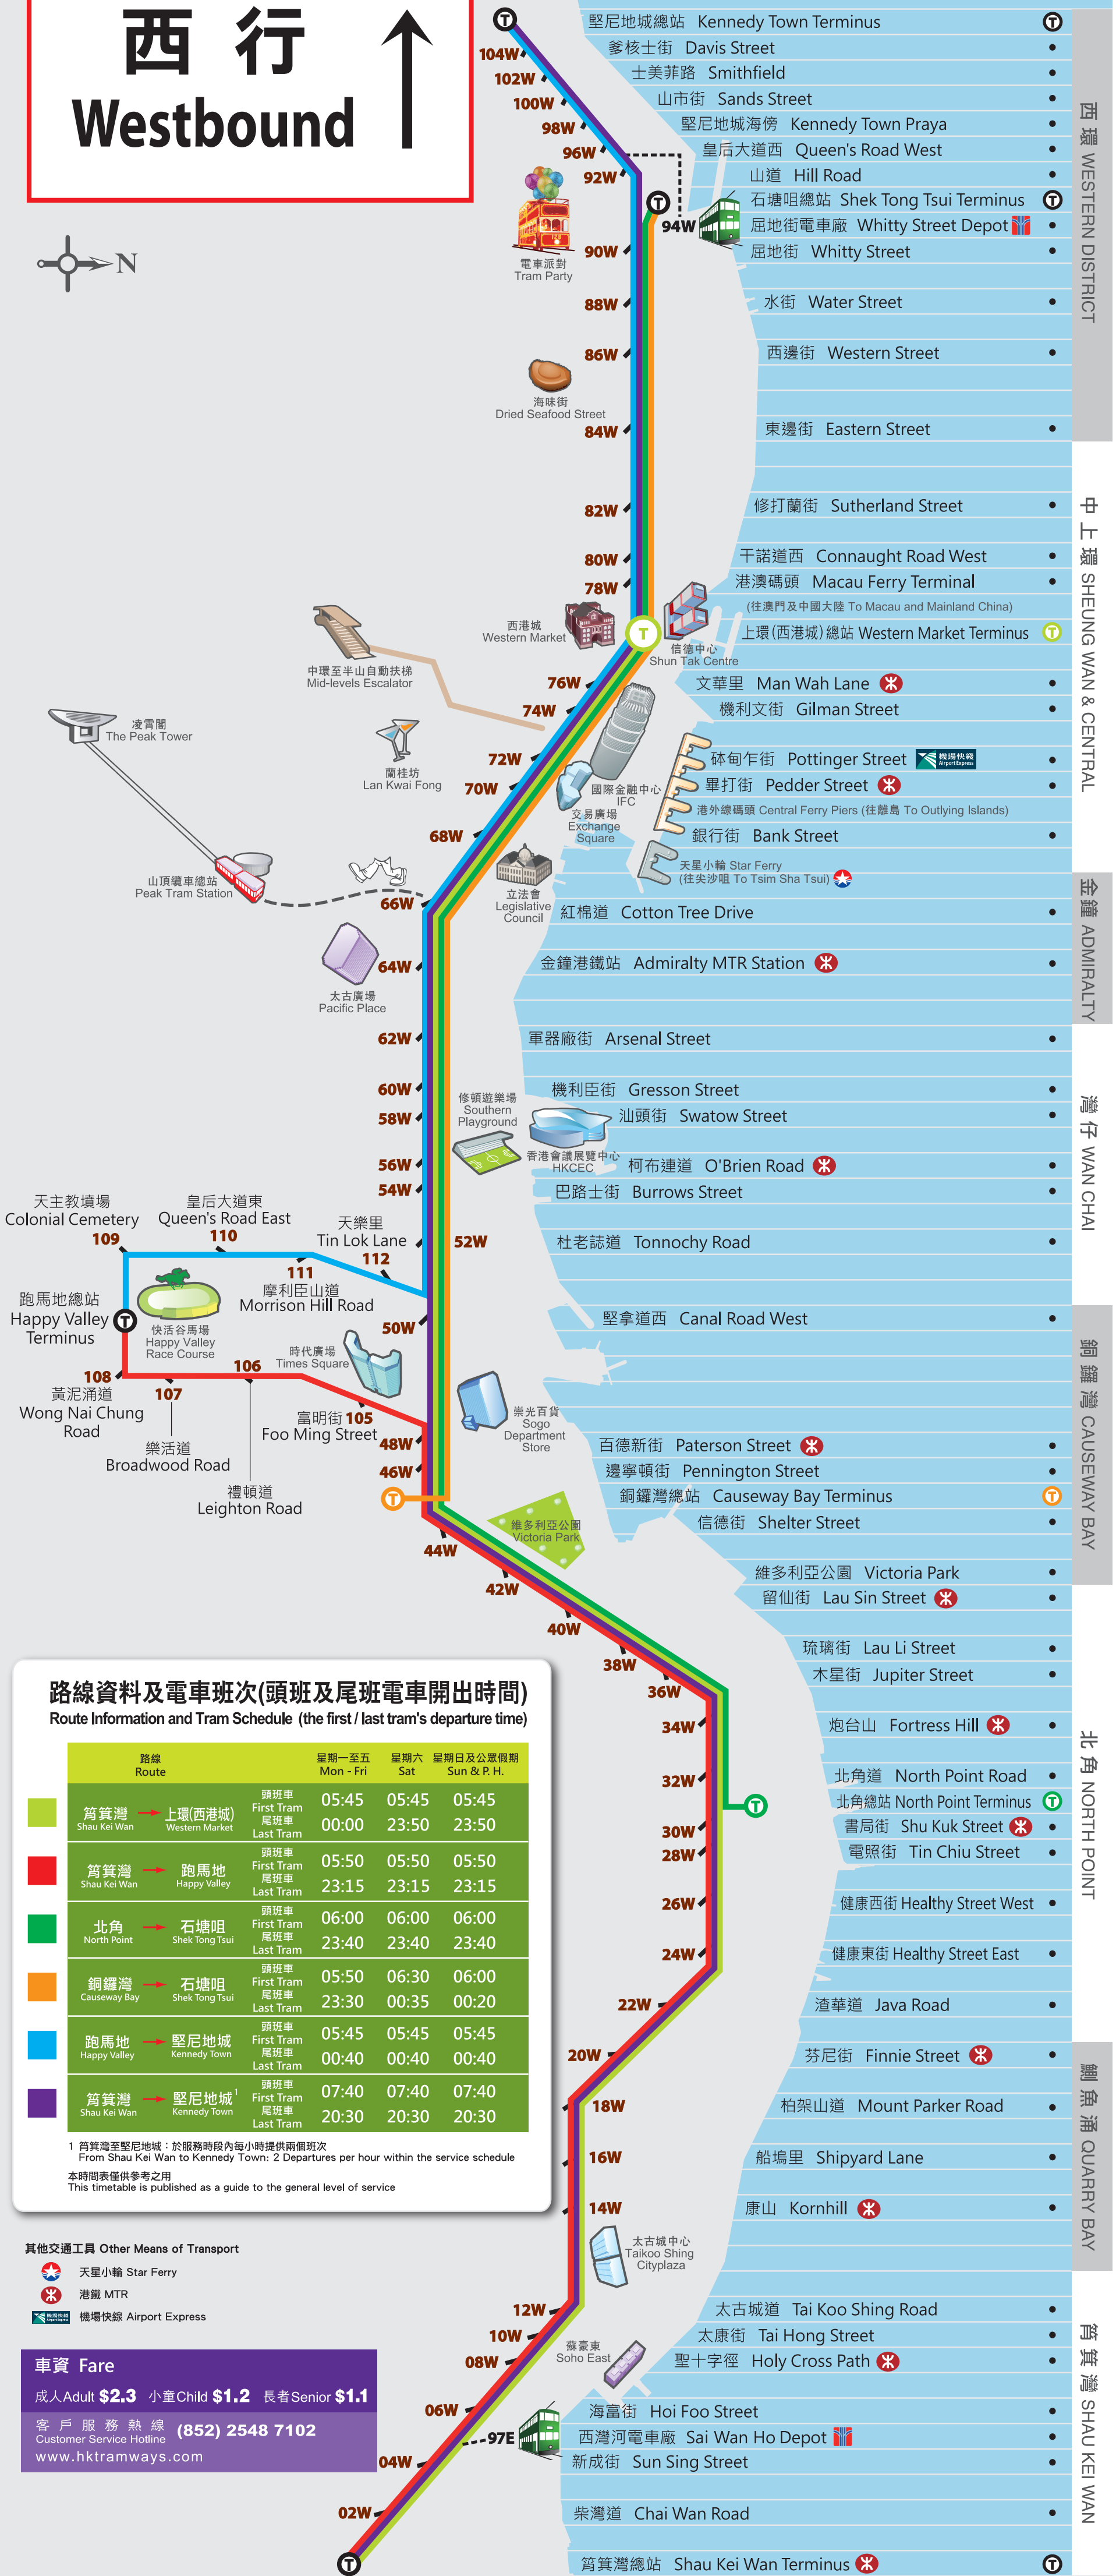 西 行
Westbound
N
堅尼地城總站 Kennedy Town Terminus
爹核士街 Davis Street
士美菲路 Smithfield
山市街 Sands Street
堅尼地城海傍 Kennedy Town Praya
皇后大道西 Queen's Road West
山道 Hill Road
石塘咀總站 Shek Tong Tsui Terminus
屈地街電車廠 Whitty Street Depot
屈地街 Whitty Street
水街 Water Street
西邊街 Western Street
東邊街 Eastern Street
修打蘭街 Sutherland Street
干諾道西 Connaught Road West
港澳碼頭 Macau Ferry Terminal
(往澳門及中國大陸 To Macau and Mainland China)
上環(西港城)總站 Western Market Terminus
文華里 Man Wah Lane
機利文街 Gilman Street
砵甸乍街 Pottinger Street 機場快綫 Airport Express
畢打街 Pedder Street
港外線碼頭 Central Ferry Piers (往離島 To Outlying Islands)
銀行街 Bank Street
天星小輪 Star Ferry
(往尖沙咀 To Tsim Sha Tsui)
紅棉道 Cotton Tree Drive
金鐘港鐵站 Admiralty MTR Station
軍器廠街 Arsenal Street
機利臣街 Gresson Street
汕頭街 Swatow Street
柯布連道 O'Brien Road
巴路士街 Burrows Street
杜老誌道 Tonnochy Road
堅拿道西 Canal Road West
百德新街 Paterson Street
邊寧頓街 Pennington Street
銅鑼灣總站 Causeway Bay Terminus
信德街 Shelter Street
維多利亞公園 Victoria Park
留仙街 Lau Sin Street
琉璃街 Lau Li Street
木星街 Jupiter Street
炮台山 Fortress Hill
北角道 North Point Road
北角總站 North Point Terminus
書局街 Shu Kuk Street
電照街 Tin Chiu Street
健康西街 Healthy Street West
健康東街 Healthy Street East
渣華道 Java Road
芬尼街 Finnie Street
柏架山道 Mount Parker Road
船塢里 Shipyard Lane
康山 Kornhill
太古城道 Tai Koo Shing Road
太康街 Tai Hong Street
聖十字徑 Holy Cross Path
海富街 Hoi Foo Street
西灣河電車廠 Sai Wan Ho Depot
新成街 Sun Sing Street
柴灣道 Chai Wan Road
筲箕灣總站 Shau Kei Wan Terminus
西環 WESTERN DISTRICT
中上環 SHEUNG WAN & CENTRAL
金鐘 ADMIRALTY
灣仔 WAN CHAI
銅鑼灣 CAUSEWAY BAY
北角 NORTH POINT
鰂魚涌 QUARRY BAY
筲箕灣 SHAU KEI WAN
T
104W
102W
100W
98W
96W
92W
T
94W
90W
88W
86W
84W
82W
80W
78W
T
76W
74W
72W
70W
68W
66W
64W
62W
60W
58W
56W
54W
52W
50W
48W
46W
T
44W
42W
40W
38W
36W
34W
32W
T
30W
28W
26W
24W
22W
20W
18W
16W
14W
12W
10W
08W
06W
97E
04W
02W
T
電車派對
Tram Party
海味街
Dried Seafood Street
西港城
Western Market
信德中心
Shun Tak Centre
中環至半山自動扶梯
Mid-levels Escalator
凌霄閣
The Peak Tower
蘭桂坊
Lan Kwai Fong
國際金融中心
IFC
交易廣場
Exchange
Square
山頂纜車總站
Peak Tram Station
立法會
Legislative
Council
太古廣場
Pacific Place
修頓遊樂場
Southern
Playground
香港會議展覽中心
HKCEC
天主教墳場
Colonial Cemetery
109
皇后大道東
Queen's Road East
110
天樂里
Tin Lok Lane
112
111
摩利臣山道
Morrison Hill Road
跑馬地總站
Happy Valley
Terminus
T
快活谷馬場
Happy Valley
Race Course
時代廣場
Times Square
108
黃泥涌道
Wong Nai Chung
Road
107
樂活道
Broadwood Road
106
禮頓道
Leighton Road
富明街 105
Foo Ming Street
崇光百貨
Sogo
Department
Store
維多利亞公園
Victoria Park
太古城中心
Taikoo Shing
Cityplaza
蘇豪東
Soho East
路線資料及電車班次(頭班及尾班電車開出時間)
Route Information and Tram Schedule (the first / last tram's departure time)
路線 星期一至五 星期六 星期日及公眾假期
Route Mon - Fri Sat Sun & P. H.
筲箕灣 上環(西港城)
Shau Kei Wan Western Market
頭班車 First Tram 05:45 05:45 05:45
尾班車 Last Tram 00:00 23:50 23:50
筲箕灣 跑馬地
Shau Kei Wan Happy Valley
頭班車 First Tram 05:50 05:50 05:50
尾班車 Last Tram 23:15 23:15 23:15
北角 石塘咀
North Point Shek Tong Tsui
頭班車 First Tram 06:00 06:00 06:00
尾班車 Last Tram 23:40 23:40 23:40
銅鑼灣 石塘咀
Causeway Bay Shek Tong Tsui
頭班車 First Tram 05:50 06:30 06:00
尾班車 Last Tram 23:30 00:35 00:20
跑馬地 堅尼地城
Happy Valley Kennedy Town
頭班車 First Tram 05:45 05:45 05:45
尾班車 Last Tram 00:40 00:40 00:40
筲箕灣 堅尼地城1
Shau Kei Wan Kennedy Town
頭班車 First Tram 07:40 07:40 07:40
尾班車 Last Tram 20:30 20:30 20:30
1 筲箕灣至堅尼地城：於服務時段內每小時提供兩個班次
From Shau Kei Wan to Kennedy Town: 2 Departures per hour within the service schedule
本時間表僅供參考之用
This timetable is published as a guide to the general level of service
其他交通工具 Other Means of Transport
天星小輪 Star Ferry
港鐵 MTR
機場快線 Airport Express
車資 Fare
成人Adult $2.3 小童Child $1.2 長者Senior $1.1
客戶服務熱線
Customer Service Hotline (852) 2548 7102
www.hktramways.com